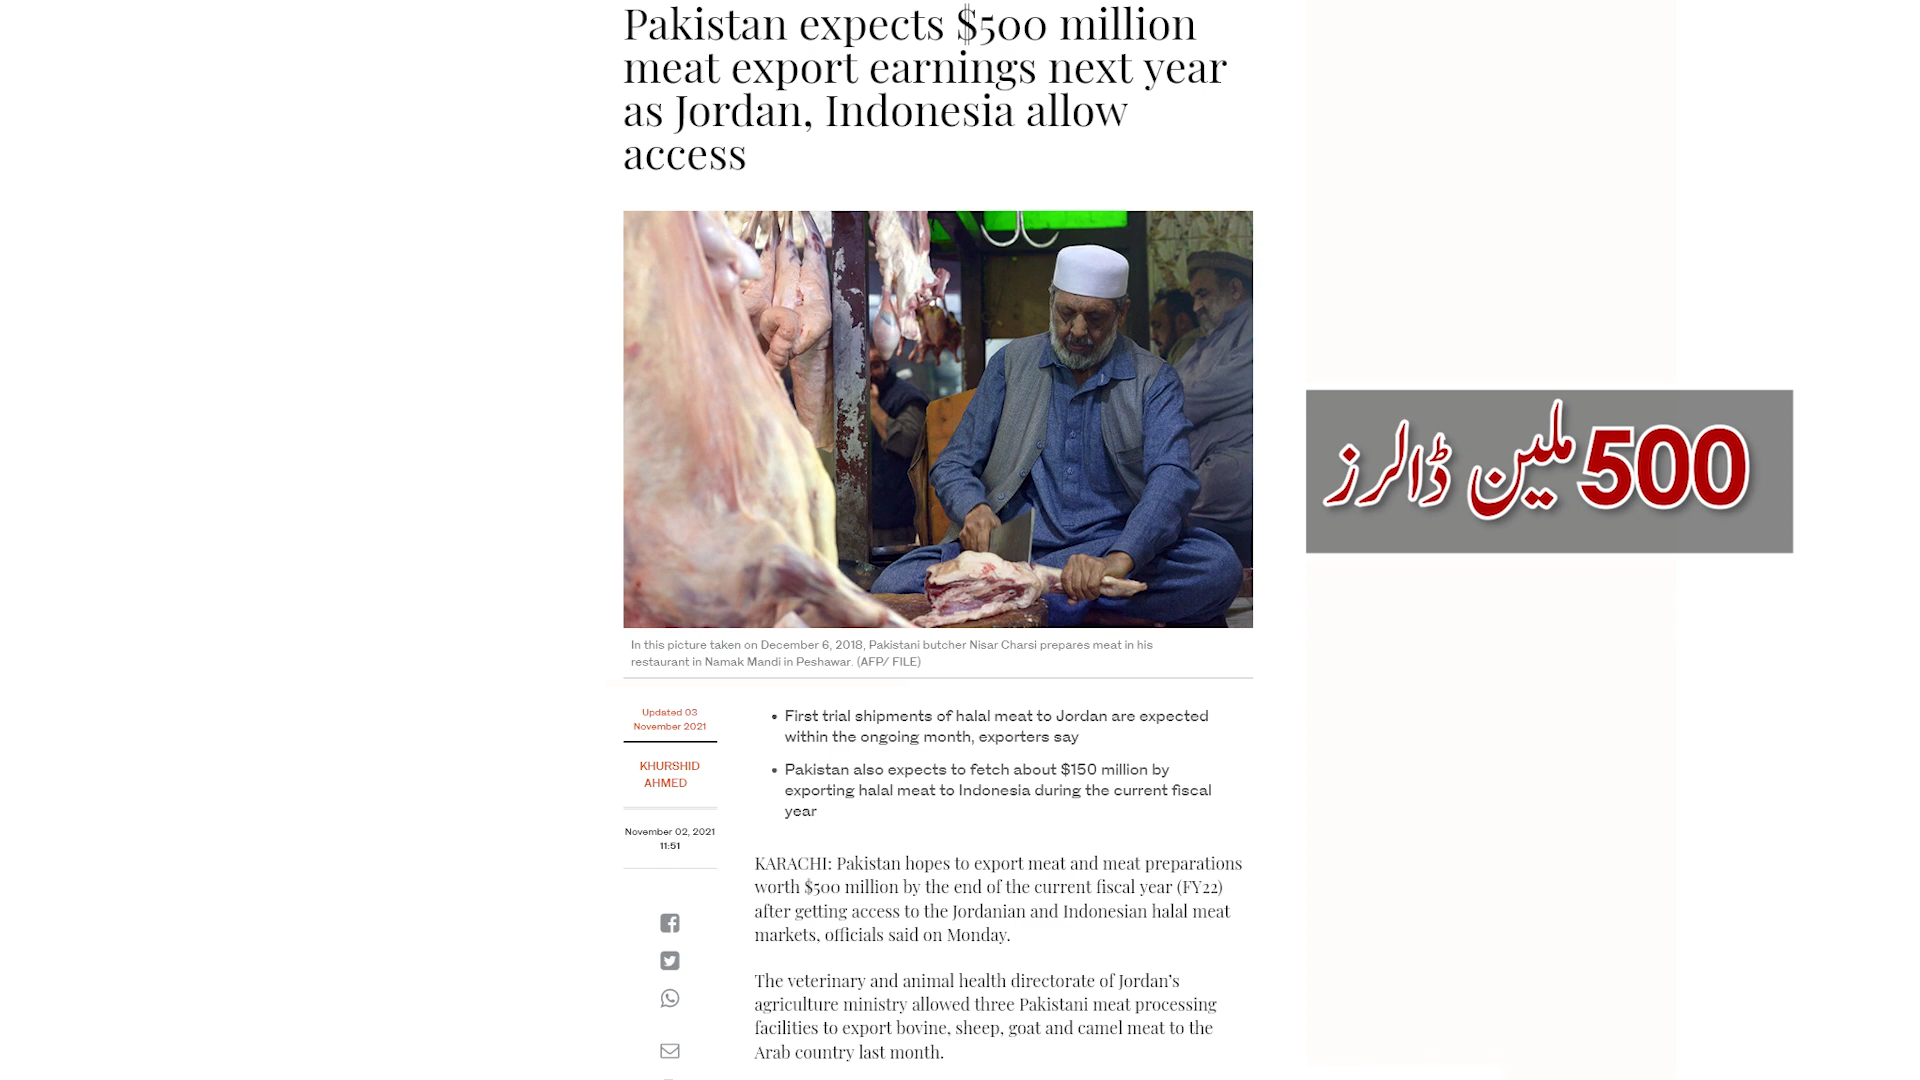 Pakistan expects $500 million
meat export earnings next year
as Jordan, Indonesia allow
access
500 ملین ڈالرز
In this picture taken on December 6, 2018, Pakistani butcher Nisar Charsi prepares meat in his
restaurant in Namak Mandi in Peshawar. (AFP/ FILE)
Updated 03
November 2021
KHURSHID
AHMED
November 02, 2021
11:51
• First trial shipments of halal meat to Jordan are expected
within the ongoing month, exporters say
• Pakistan also expects to fetch about $150 million by
exporting halal meat to Indonesia during the current fiscal
year
KARACHI: Pakistan hopes to export meat and meat preparations
worth $500 million by the end of the current fiscal year (FY22)
after getting access to the Jordanian and Indonesian halal meat
markets, officials said on Monday.
The veterinary and animal health directorate of Jordan’s
agriculture ministry allowed three Pakistani meat processing
facilities to export bovine, sheep, goat and camel meat to the
Arab country last month.